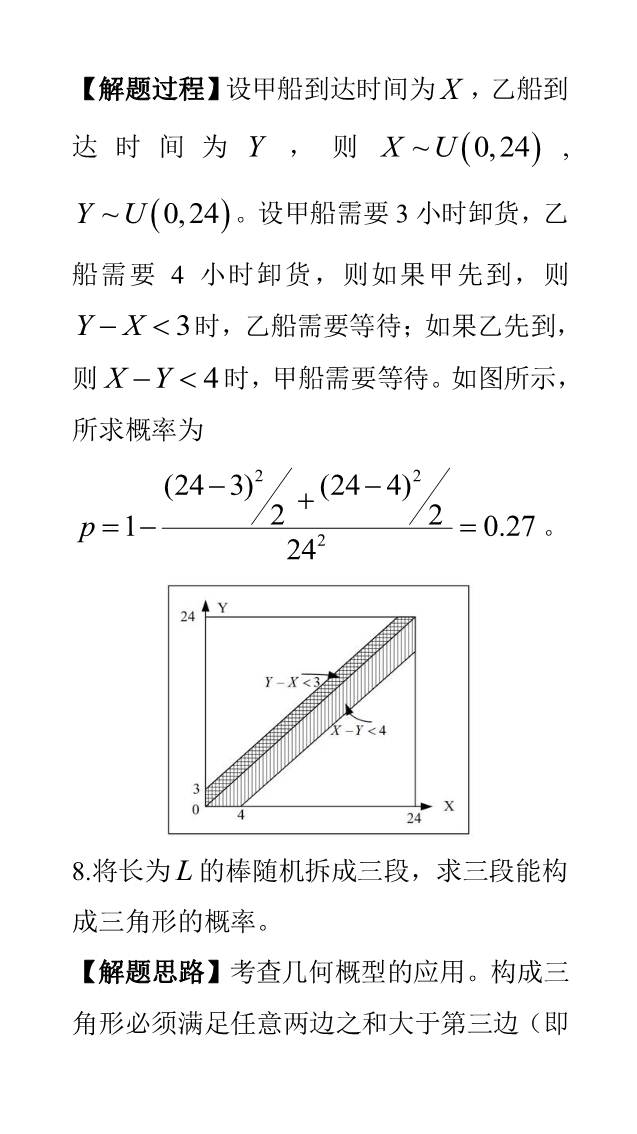 【解题过程】设甲船到达时间为 X ，乙船到
达时间为 Y ，则 X ~ U(0,24) ,
Y ~ U(0,24)。设甲船需要 3 小时卸货，乙
船需要 4 小时卸货，则如果甲先到，则
Y − X < 3时，乙船需要等待；如果乙先到，
则 X − Y < 4时，甲船需要等待。如图所示，
所求概率为
p = 1 − ((24 − 3)²/2 + (24 − 4)²/2) / 24² = 0.27 。
24 Y
Y − X < 3
X − Y < 4
3
0 4 24 X
8.将长为 L 的棒随机拆成三段，求三段能构
成三角形的概率。
【解题思路】考查几何概型的应用。构成三
角形必须满足任意两边之和大于第三边（即